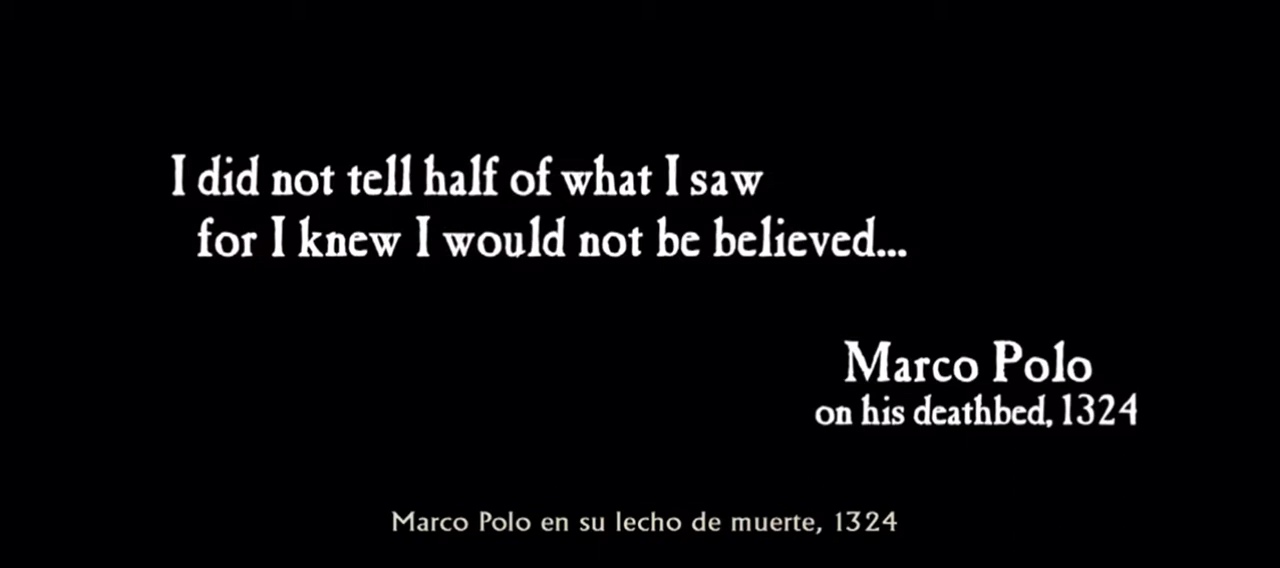 I did not tell half of what I saw
for I knew I would not be believed...
Marco Polo
on his deathbed, 1324
Marco Polo en su lecho de muerte, 1324